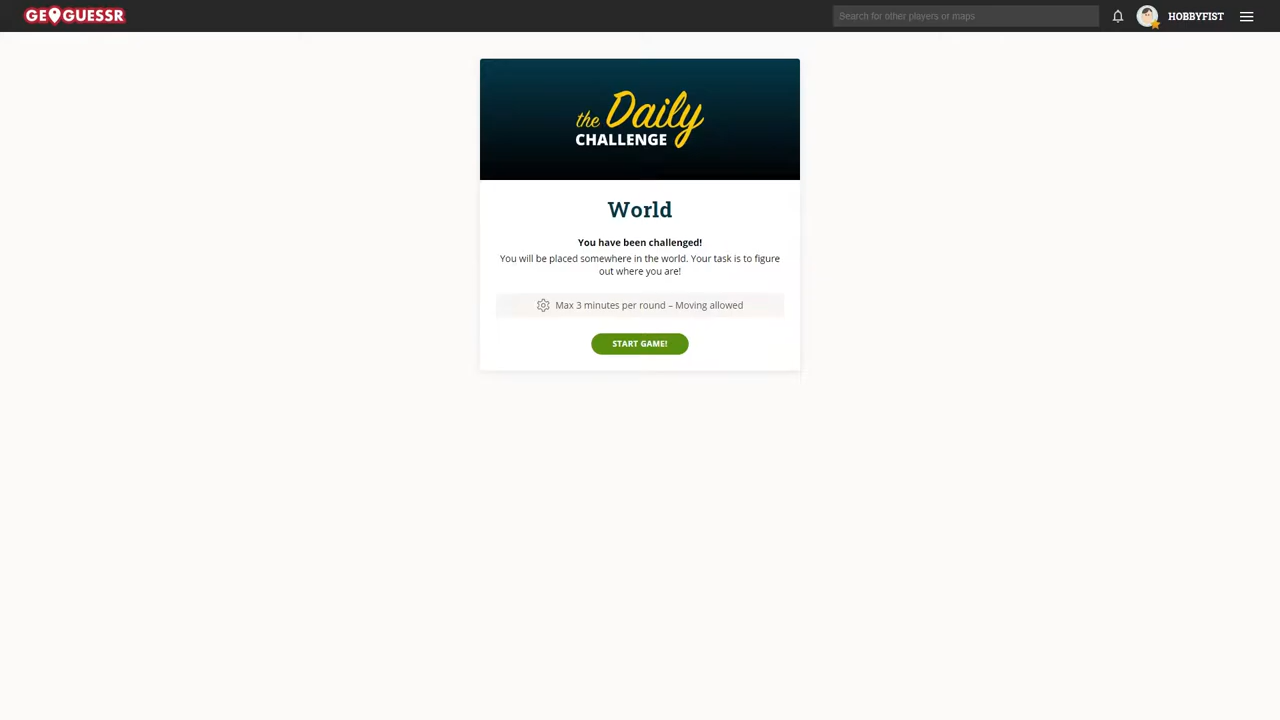 GEOGUESSR
Search for other players or maps
HOBBYFIST
the Daily
CHALLENGE
World
You have been challenged!
You will be placed somewhere in the world. Your task is to figure
out where you are!
Max 3 minutes per round – Moving allowed
START GAME!